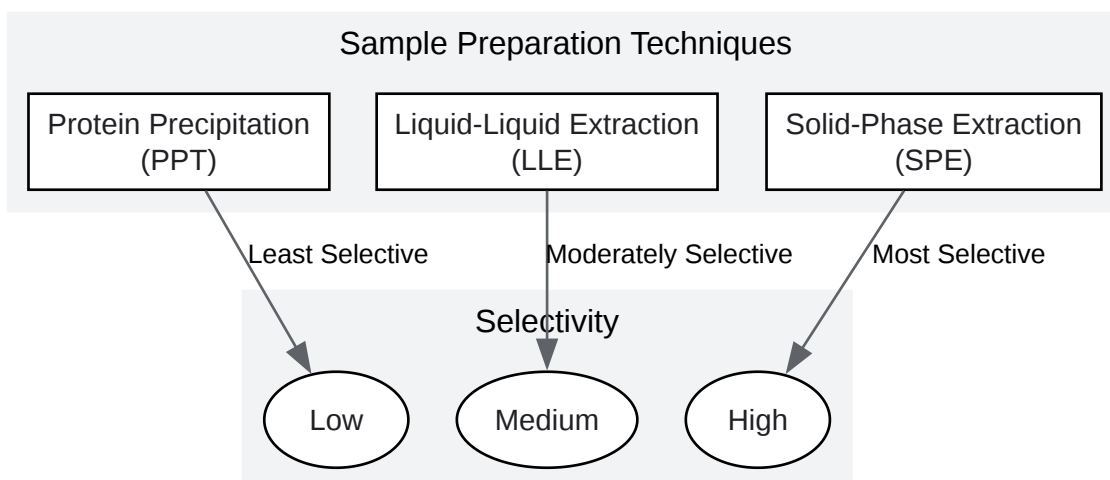 Sample Preparation Techniques
Protein Precipitation
(PPT)
Liquid-Liquid Extraction
(LLE)
Solid-Phase Extraction
(SPE)
Least Selective
Moderately Selective
Most Selective
Selectivity
Low
Medium
High